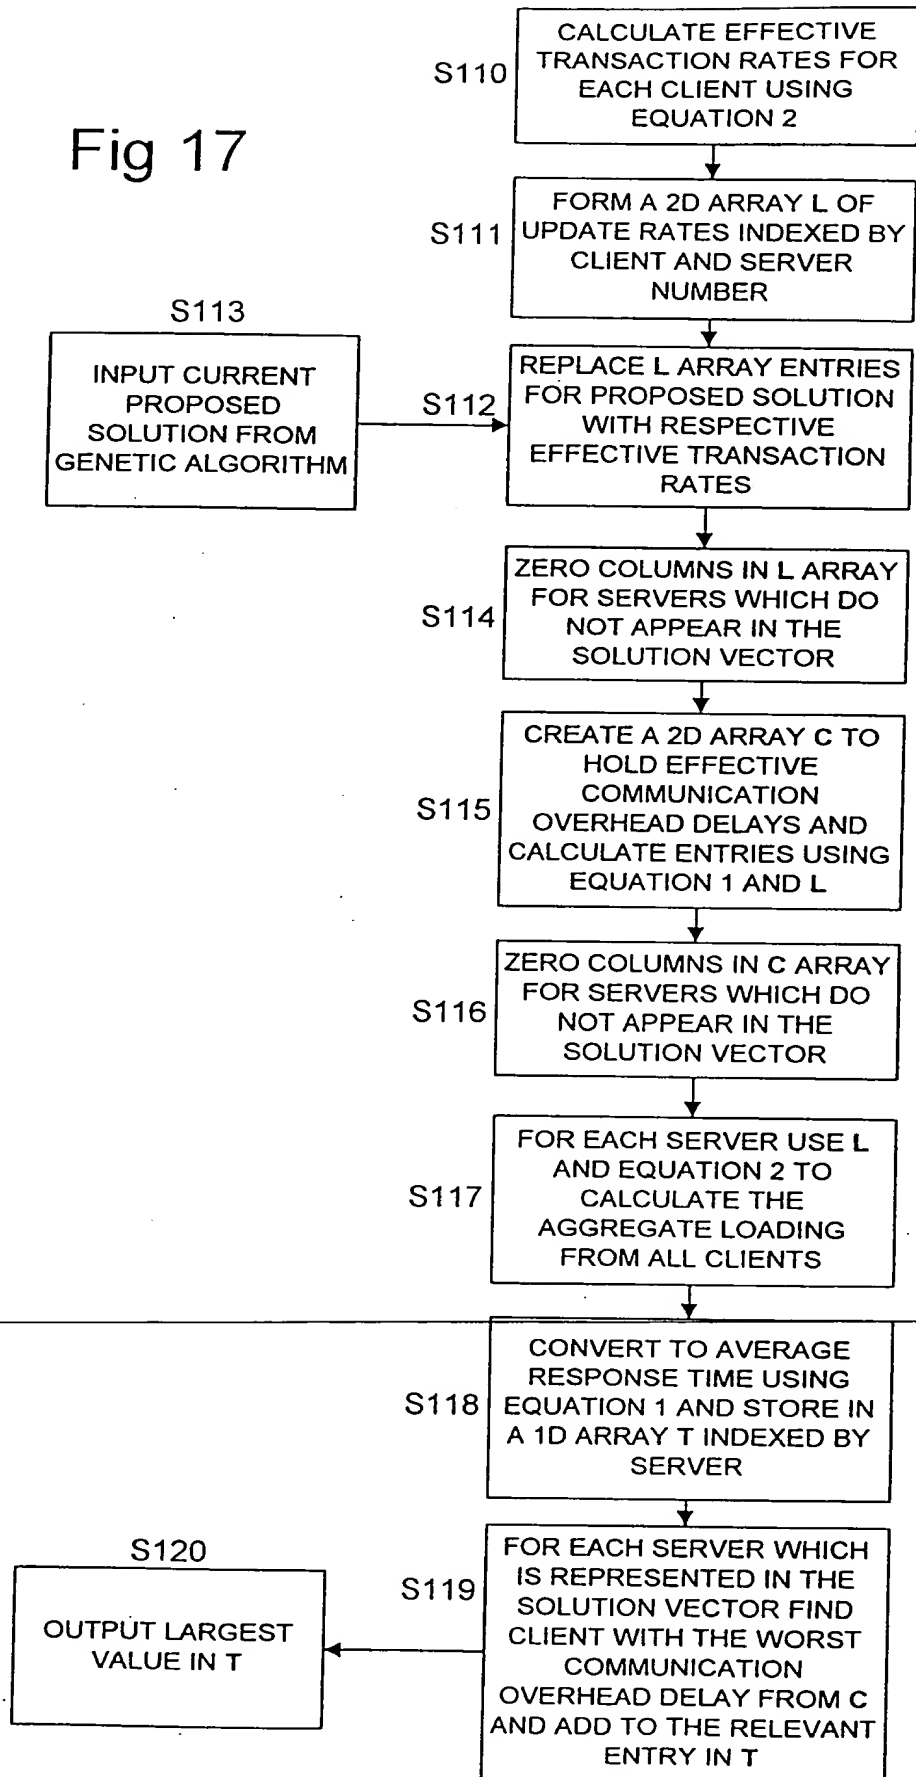 Fig 17
S110
CALCULATE EFFECTIVE
TRANSACTION RATES FOR
EACH CLIENT USING
EQUATION 2
S111
FORM A 2D ARRAY L OF
UPDATE RATES INDEXED BY
CLIENT AND SERVER
NUMBER
S113
INPUT CURRENT
PROPOSED
SOLUTION FROM
GENETIC ALGORITHM
S112
REPLACE L ARRAY ENTRIES
FOR PROPOSED SOLUTION
WITH RESPECTIVE
EFFECTIVE TRANSACTION
RATES
S114
ZERO COLUMNS IN L ARRAY
FOR SERVERS WHICH DO
NOT APPEAR IN THE
SOLUTION VECTOR
S115
CREATE A 2D ARRAY C TO
HOLD EFFECTIVE
COMMUNICATION
OVERHEAD DELAYS AND
CALCULATE ENTRIES USING
EQUATION 1 AND L
S116
ZERO COLUMNS IN C ARRAY
FOR SERVERS WHICH DO
NOT APPEAR IN THE
SOLUTION VECTOR
S117
FOR EACH SERVER USE L
AND EQUATION 2 TO
CALCULATE THE
AGGREGATE LOADING
FROM ALL CLIENTS
S118
CONVERT TO AVERAGE
RESPONSE TIME USING
EQUATION 1 AND STORE IN
A 1D ARRAY T INDEXED BY
SERVER
S119
FOR EACH SERVER WHICH
IS REPRESENTED IN THE
SOLUTION VECTOR FIND
CLIENT WITH THE WORST
COMMUNICATION
OVERHEAD DELAY FROM C
AND ADD TO THE RELEVANT
ENTRY IN T
S120
OUTPUT LARGEST
VALUE IN T